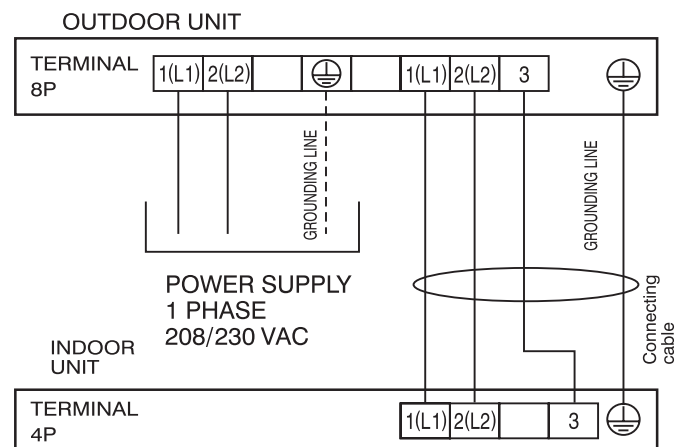 OUTDOOR UNIT
TERMINAL
8P
1(L1) 2(L2) 1(L1) 2(L2) 3
GROUNDING LINE
GROUNDING LINE
POWER SUPPLY
1 PHASE
208/230 VAC
Connecting
cable
INDOOR
UNIT
TERMINAL
4P
1(L1) 2(L2) 3